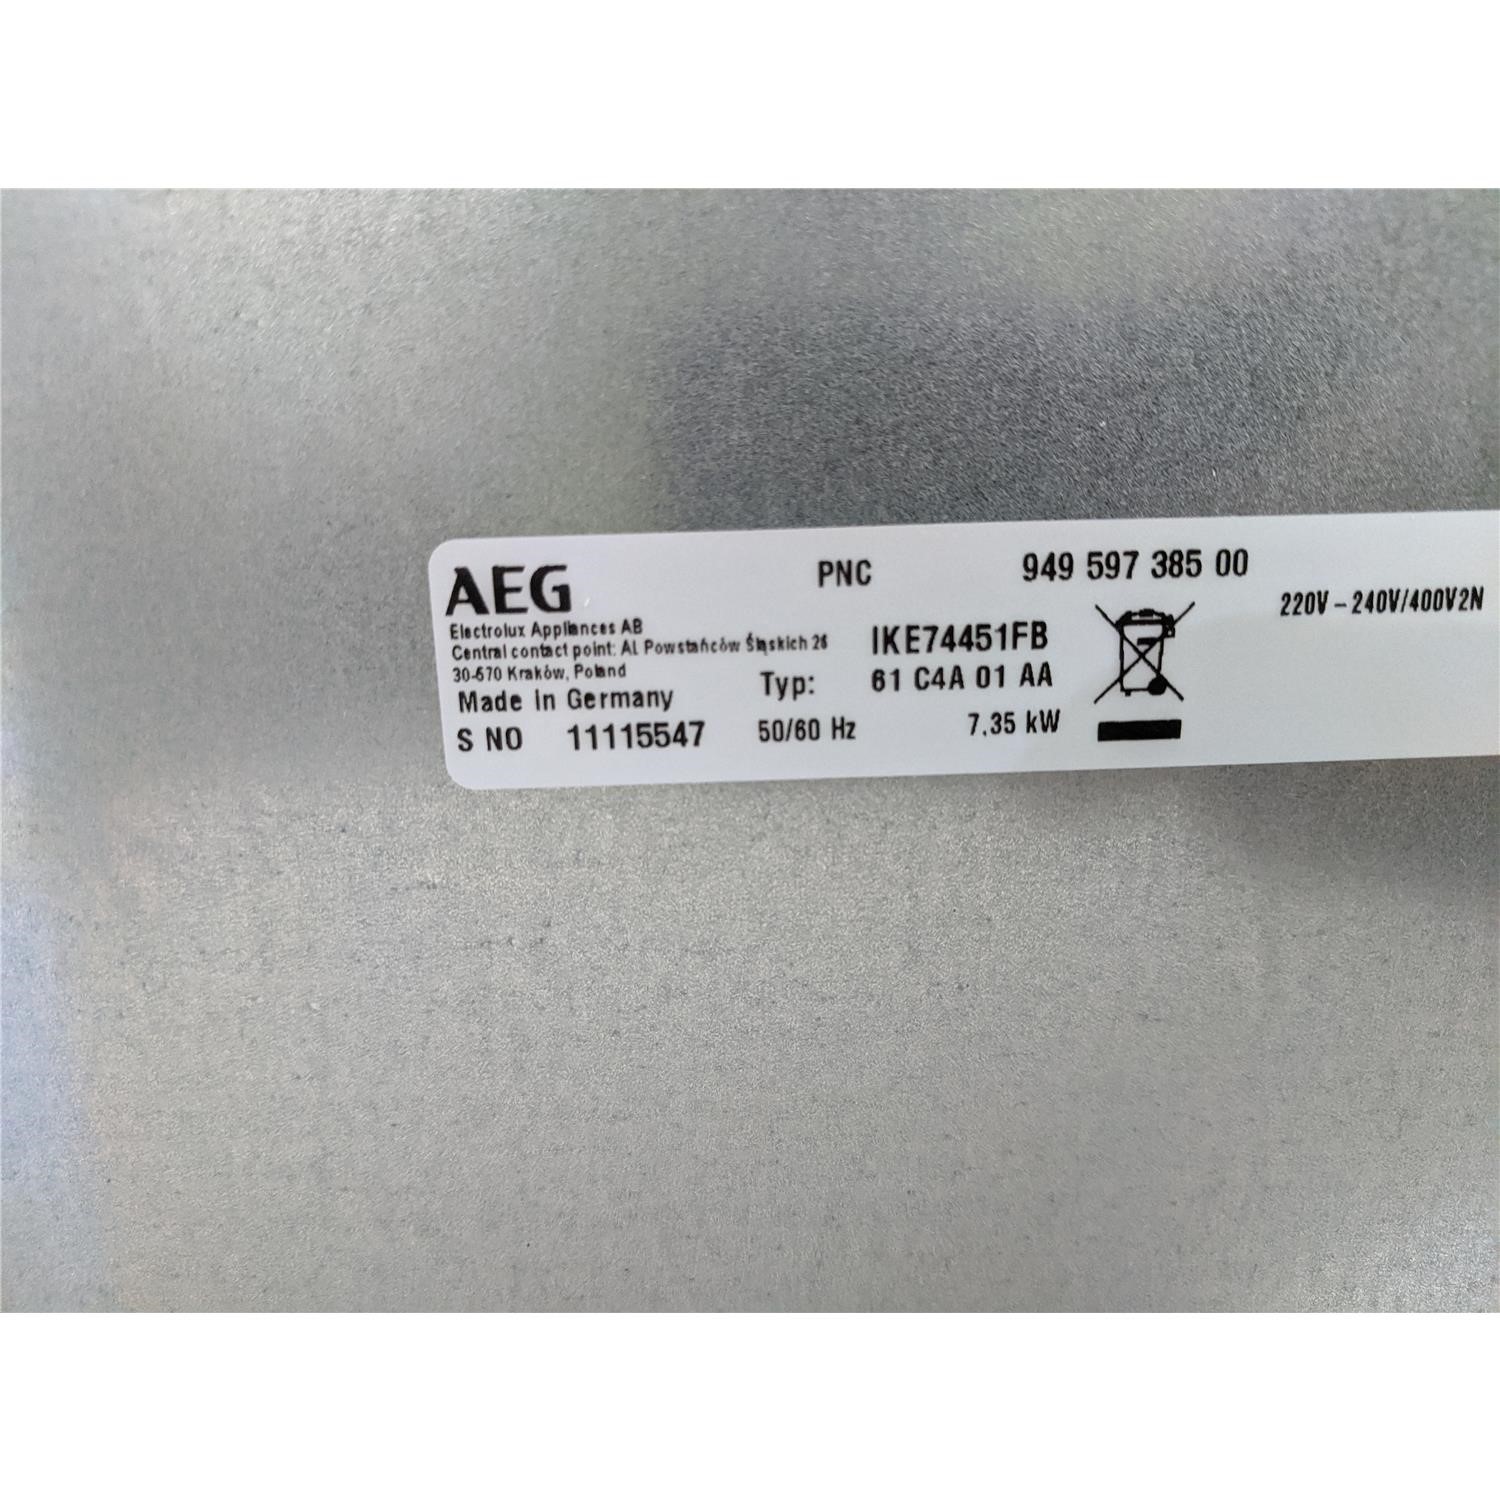 AEG PNC 949 597 385 00
220V - 240V/400V2N
Electrolux Appliances AB
Central contact point: Al. Powstańców Śląskich 26
30-570 Kraków, Poland
IKE74451FB
Made in Germany Typ: 61 C4A 01 AA
S NO 11115547 50/60 Hz 7.35 kW